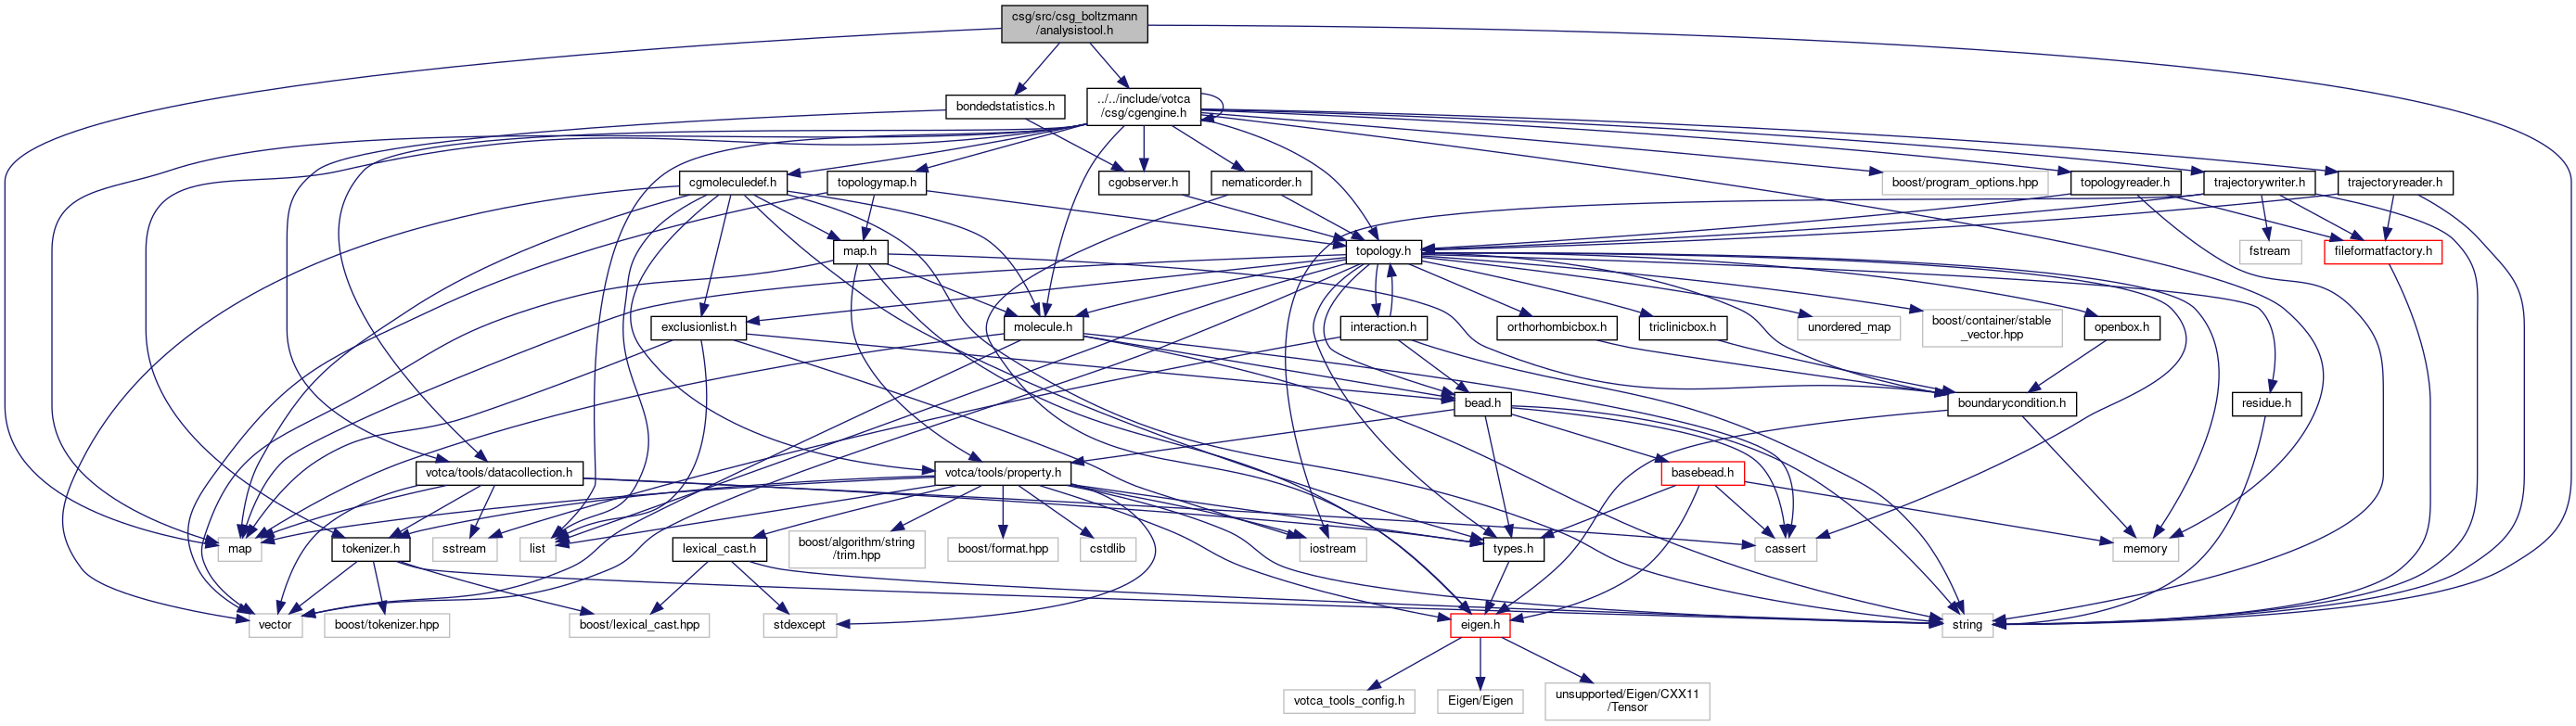 csg/src/csg_boltzmann
/analysistool.h
bondedstatistics.h
../../include/votca
/csg/cgengine.h
cgmoleculedef.h
topologymap.h
cgobserver.h
nematicorder.h
boost/program_options.hpp
topologyreader.h
trajectorywriter.h
trajectoryreader.h
map.h
topology.h
fstream
fileformatfactory.h
exclusionlist.h
molecule.h
interaction.h
orthorhombicbox.h
triclinicbox.h
unordered_map
boost/container/stable
_vector.hpp
openbox.h
bead.h
boundarycondition.h
residue.h
votca/tools/datacollection.h
votca/tools/property.h
basebead.h
map
tokenizer.h
sstream
list
lexical_cast.h
boost/algorithm/string
/trim.hpp
boost/format.hpp
cstdlib
iostream
types.h
cassert
memory
vector
boost/tokenizer.hpp
boost/lexical_cast.hpp
stdexcept
eigen.h
string
votca_tools_config.h
Eigen/Eigen
unsupported/Eigen/CXX11
/Tensor